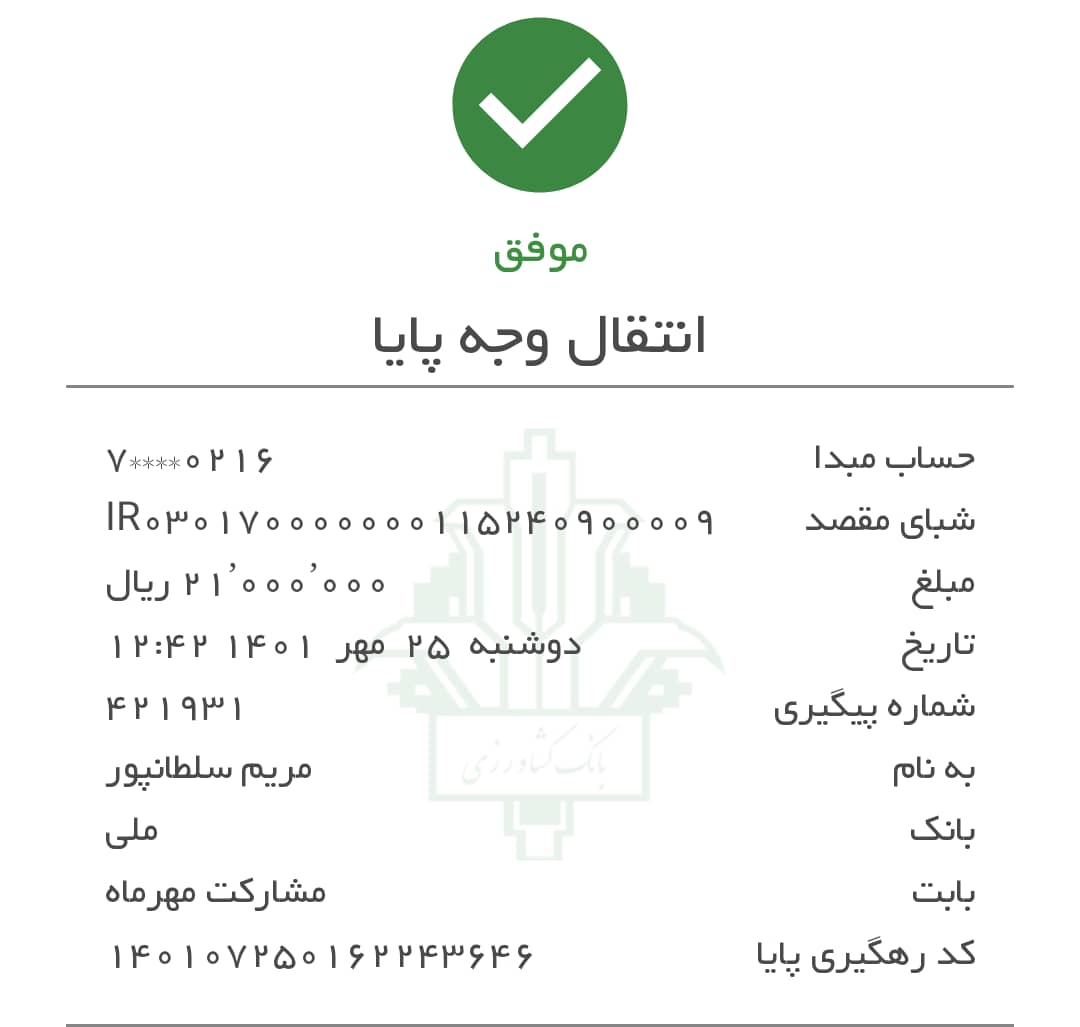 موفق
انتقال وجه پایا
حساب مبدا ۷****۰۲۱۶
شبای مقصد IR۰۳۰۱۷۰۰۰۰۰۰۰۱۱۵۲۴۰۹۰۰۰۰۹
مبلغ ۲۱٬۰۰۰٬۰۰۰ ریال
تاریخ دوشنبه ۲۵ مهر ۱۴۰۱ ۱۲:۴۲
شماره پیگیری ۴۲۱۹۳۱
به نام مریم سلطانپور
بانک ملی
بانک کشاورزی
بابت مشارکت مهرماه
کد رهگیری پایا ۱۴۰۱۰۷۲۵۰۱۶۲۲۴۳۶۴۶